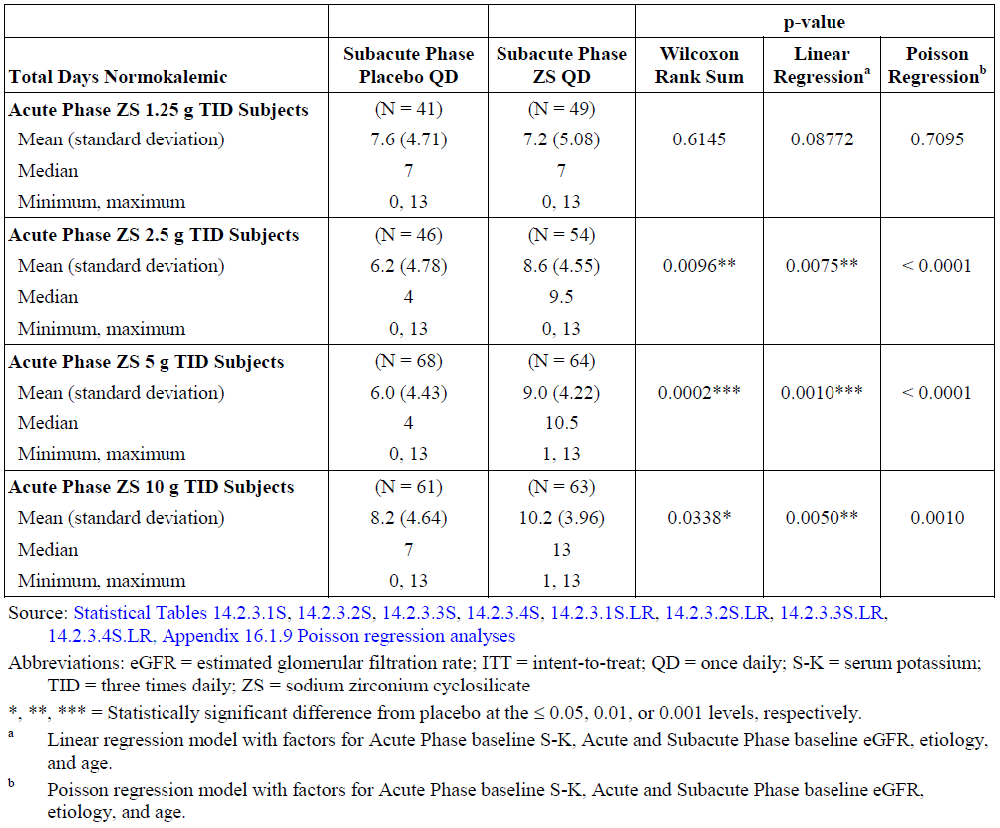 p-value
Total Days Normokalemic | Subacute Phase Placebo QD | Subacute Phase ZS QD | Wilcoxon Rank Sum | Linear Regression^a | Poisson Regression^b
Acute Phase ZS 1.25 g TID Subjects | (N = 41) | (N = 49)
Mean (standard deviation) | 7.6 (4.71) | 7.2 (5.08) | 0.6145 | 0.08772 | 0.7095
Median | 7 | 7
Minimum, maximum | 0, 13 | 0, 13
Acute Phase ZS 2.5 g TID Subjects | (N = 46) | (N = 54)
Mean (standard deviation) | 6.2 (4.78) | 8.6 (4.55) | 0.0096** | 0.0075** | < 0.0001
Median | 4 | 9.5
Minimum, maximum | 0, 13 | 0, 13
Acute Phase ZS 5 g TID Subjects | (N = 68) | (N = 64)
Mean (standard deviation) | 6.0 (4.43) | 9.0 (4.22) | 0.0002*** | 0.0010*** | < 0.0001
Median | 4 | 10.5
Minimum, maximum | 0, 13 | 1, 13
Acute Phase ZS 10 g TID Subjects | (N = 61) | (N = 63)
Mean (standard deviation) | 8.2 (4.64) | 10.2 (3.96) | 0.0338* | 0.0050** | 0.0010
Median | 7 | 13
Minimum, maximum | 0, 13 | 1, 13
Source: Statistical Tables 14.2.3.1S, 14.2.3.2S, 14.2.3.3S, 14.2.3.4S, 14.2.3.1S.LR, 14.2.3.2S.LR, 14.2.3.3S.LR,
14.2.3.4S.LR, Appendix 16.1.9 Poisson regression analyses
Abbreviations: eGFR = estimated glomerular filtration rate; ITT = intent-to-treat; QD = once daily; S-K = serum potassium;
TID = three times daily; ZS = sodium zirconium cyclosilicate
*, **, *** = Statistically significant difference from placebo at the ≤ 0.05, 0.01, or 0.001 levels, respectively.
a Linear regression model with factors for Acute Phase baseline S-K, Acute and Subacute Phase baseline eGFR, etiology,
and age.
b Poisson regression model with factors for Acute Phase baseline S-K, Acute and Subacute Phase baseline eGFR,
etiology, and age.